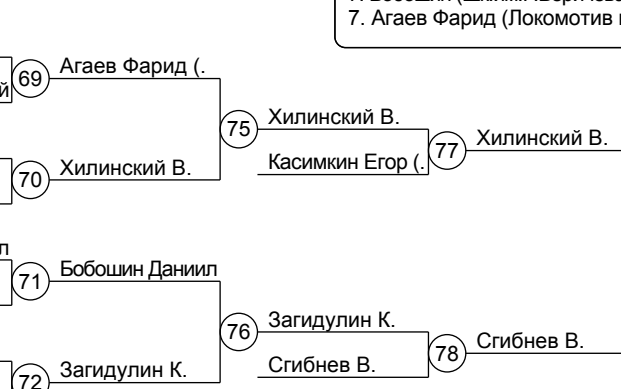 7. Агаев Фарид (Локомотив
69 Агаев Фарид (.
й
75 Хилинский В.
77 Хилинский В.
Касимкин Егор (.
70 Хилинский В.
л
71 Бобошин Даниил
76 Загидулин К.
78 Сгибнев В.
Сгибнев В.
72 Загидулин К.